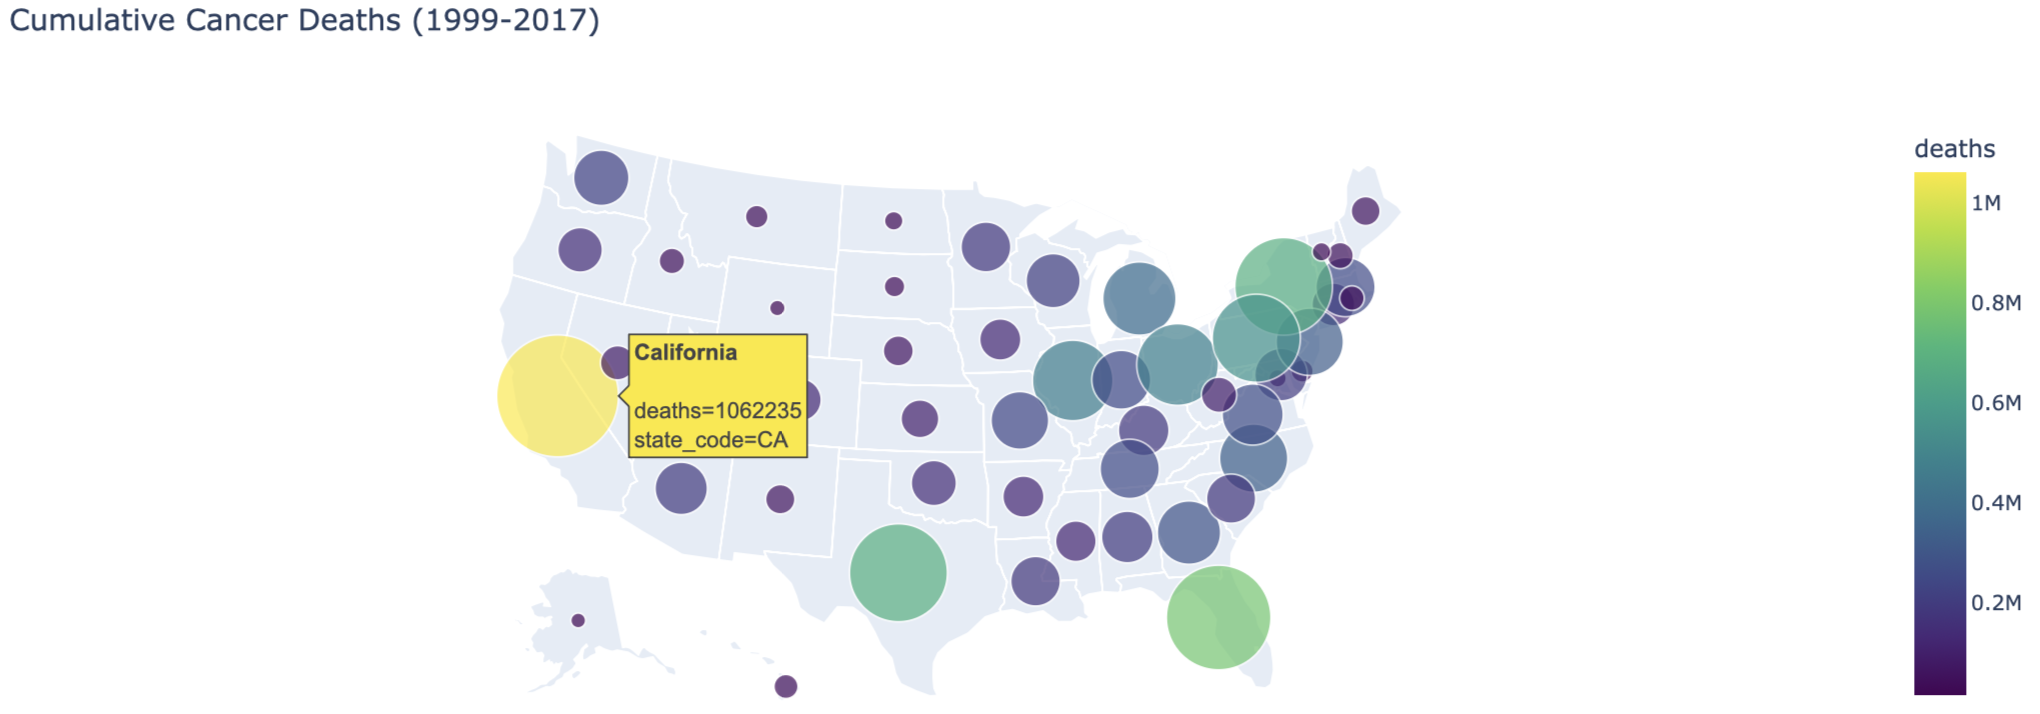 Cumulative Cancer Deaths (1999-2017)
deaths
1M
0.8M
0.6M
0.4M
0.2M
California
deaths=1062235
state_code=CA